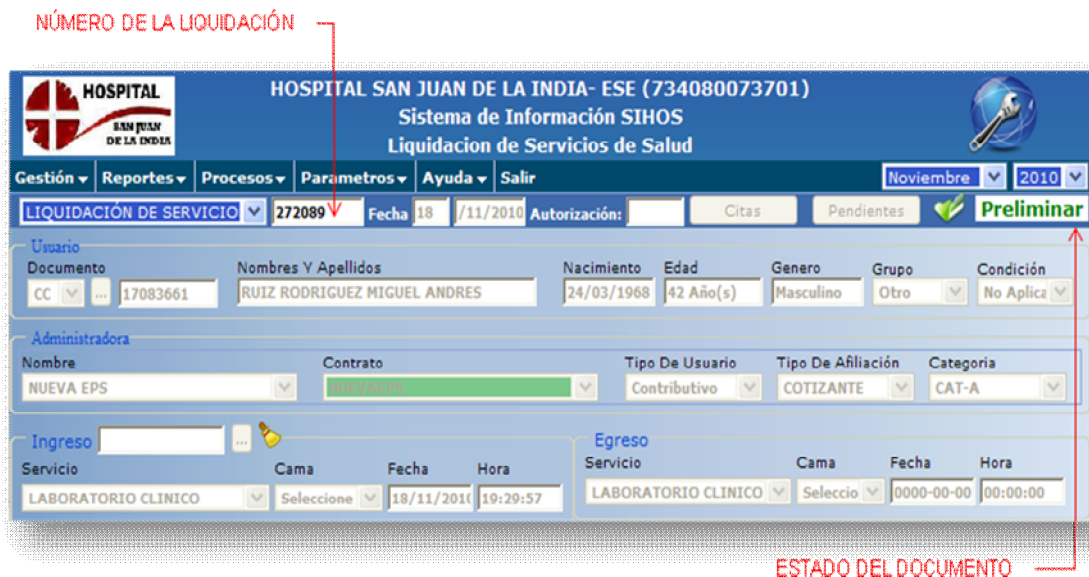 NÚMERO DE LA LIQUIDACIÓN
HOSPITAL
SAN JUAN
DE LA INDIA
HOSPITAL SAN JUAN DE LA INDIA- ESE (734080073701)
Sistema de Información SIHOS
Liquidacion de Servicios de Salud
Gestión Reportes Procesos Parametros Ayuda Salir Noviembre 2010
LIQUIDACIÓN DE SERVICIO 272089 Fecha 18 /11/2010 Autorización: Citas Pendientes Preliminar
Usuario
Documento Nombres Y Apellidos Nacimiento Edad Genero Grupo Condición
CC ... 17083661 RUIZ RODRIGUEZ MIGUEL ANDRES 24/03/1968 42 Año(s) Masculino Otro No Aplica
Administradora
Nombre Contrato Tipo De Usuario Tipo De Afiliación Categoria
NUEVA EPS NUEVAEPS Contributivo COTIZANTE CAT-A
Ingreso ... Egreso
Servicio Cama Fecha Hora Servicio Cama Fecha Hora
LABORATORIO CLINICO Seleccione 18/11/201 19:29:57 LABORATORIO CLINICO Seleccio 0000-00-00 00:00:00
ESTADO DEL DOCUMENTO